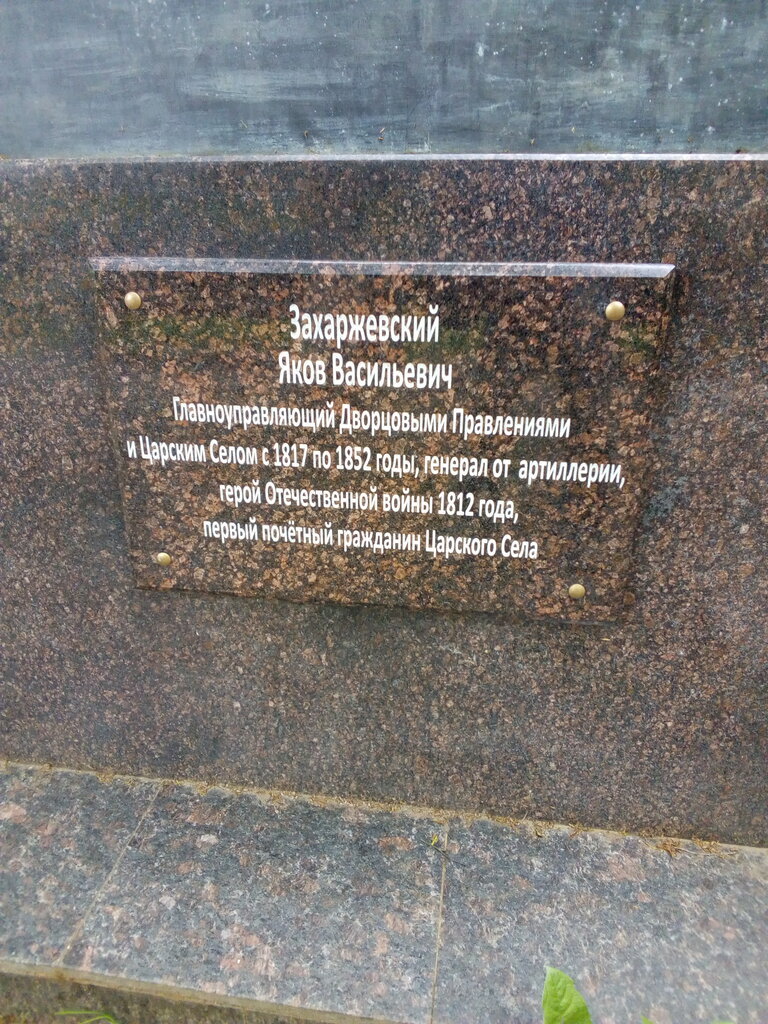 Захаржевский
Яков Васильевич
Главноуправляющий Дворцовыми Правлениями
и Царским Селом с 1817 по 1852 годы, генерал от артиллерии,
герой Отечественной войны 1812 года,
первый почётный гражданин Царского Села